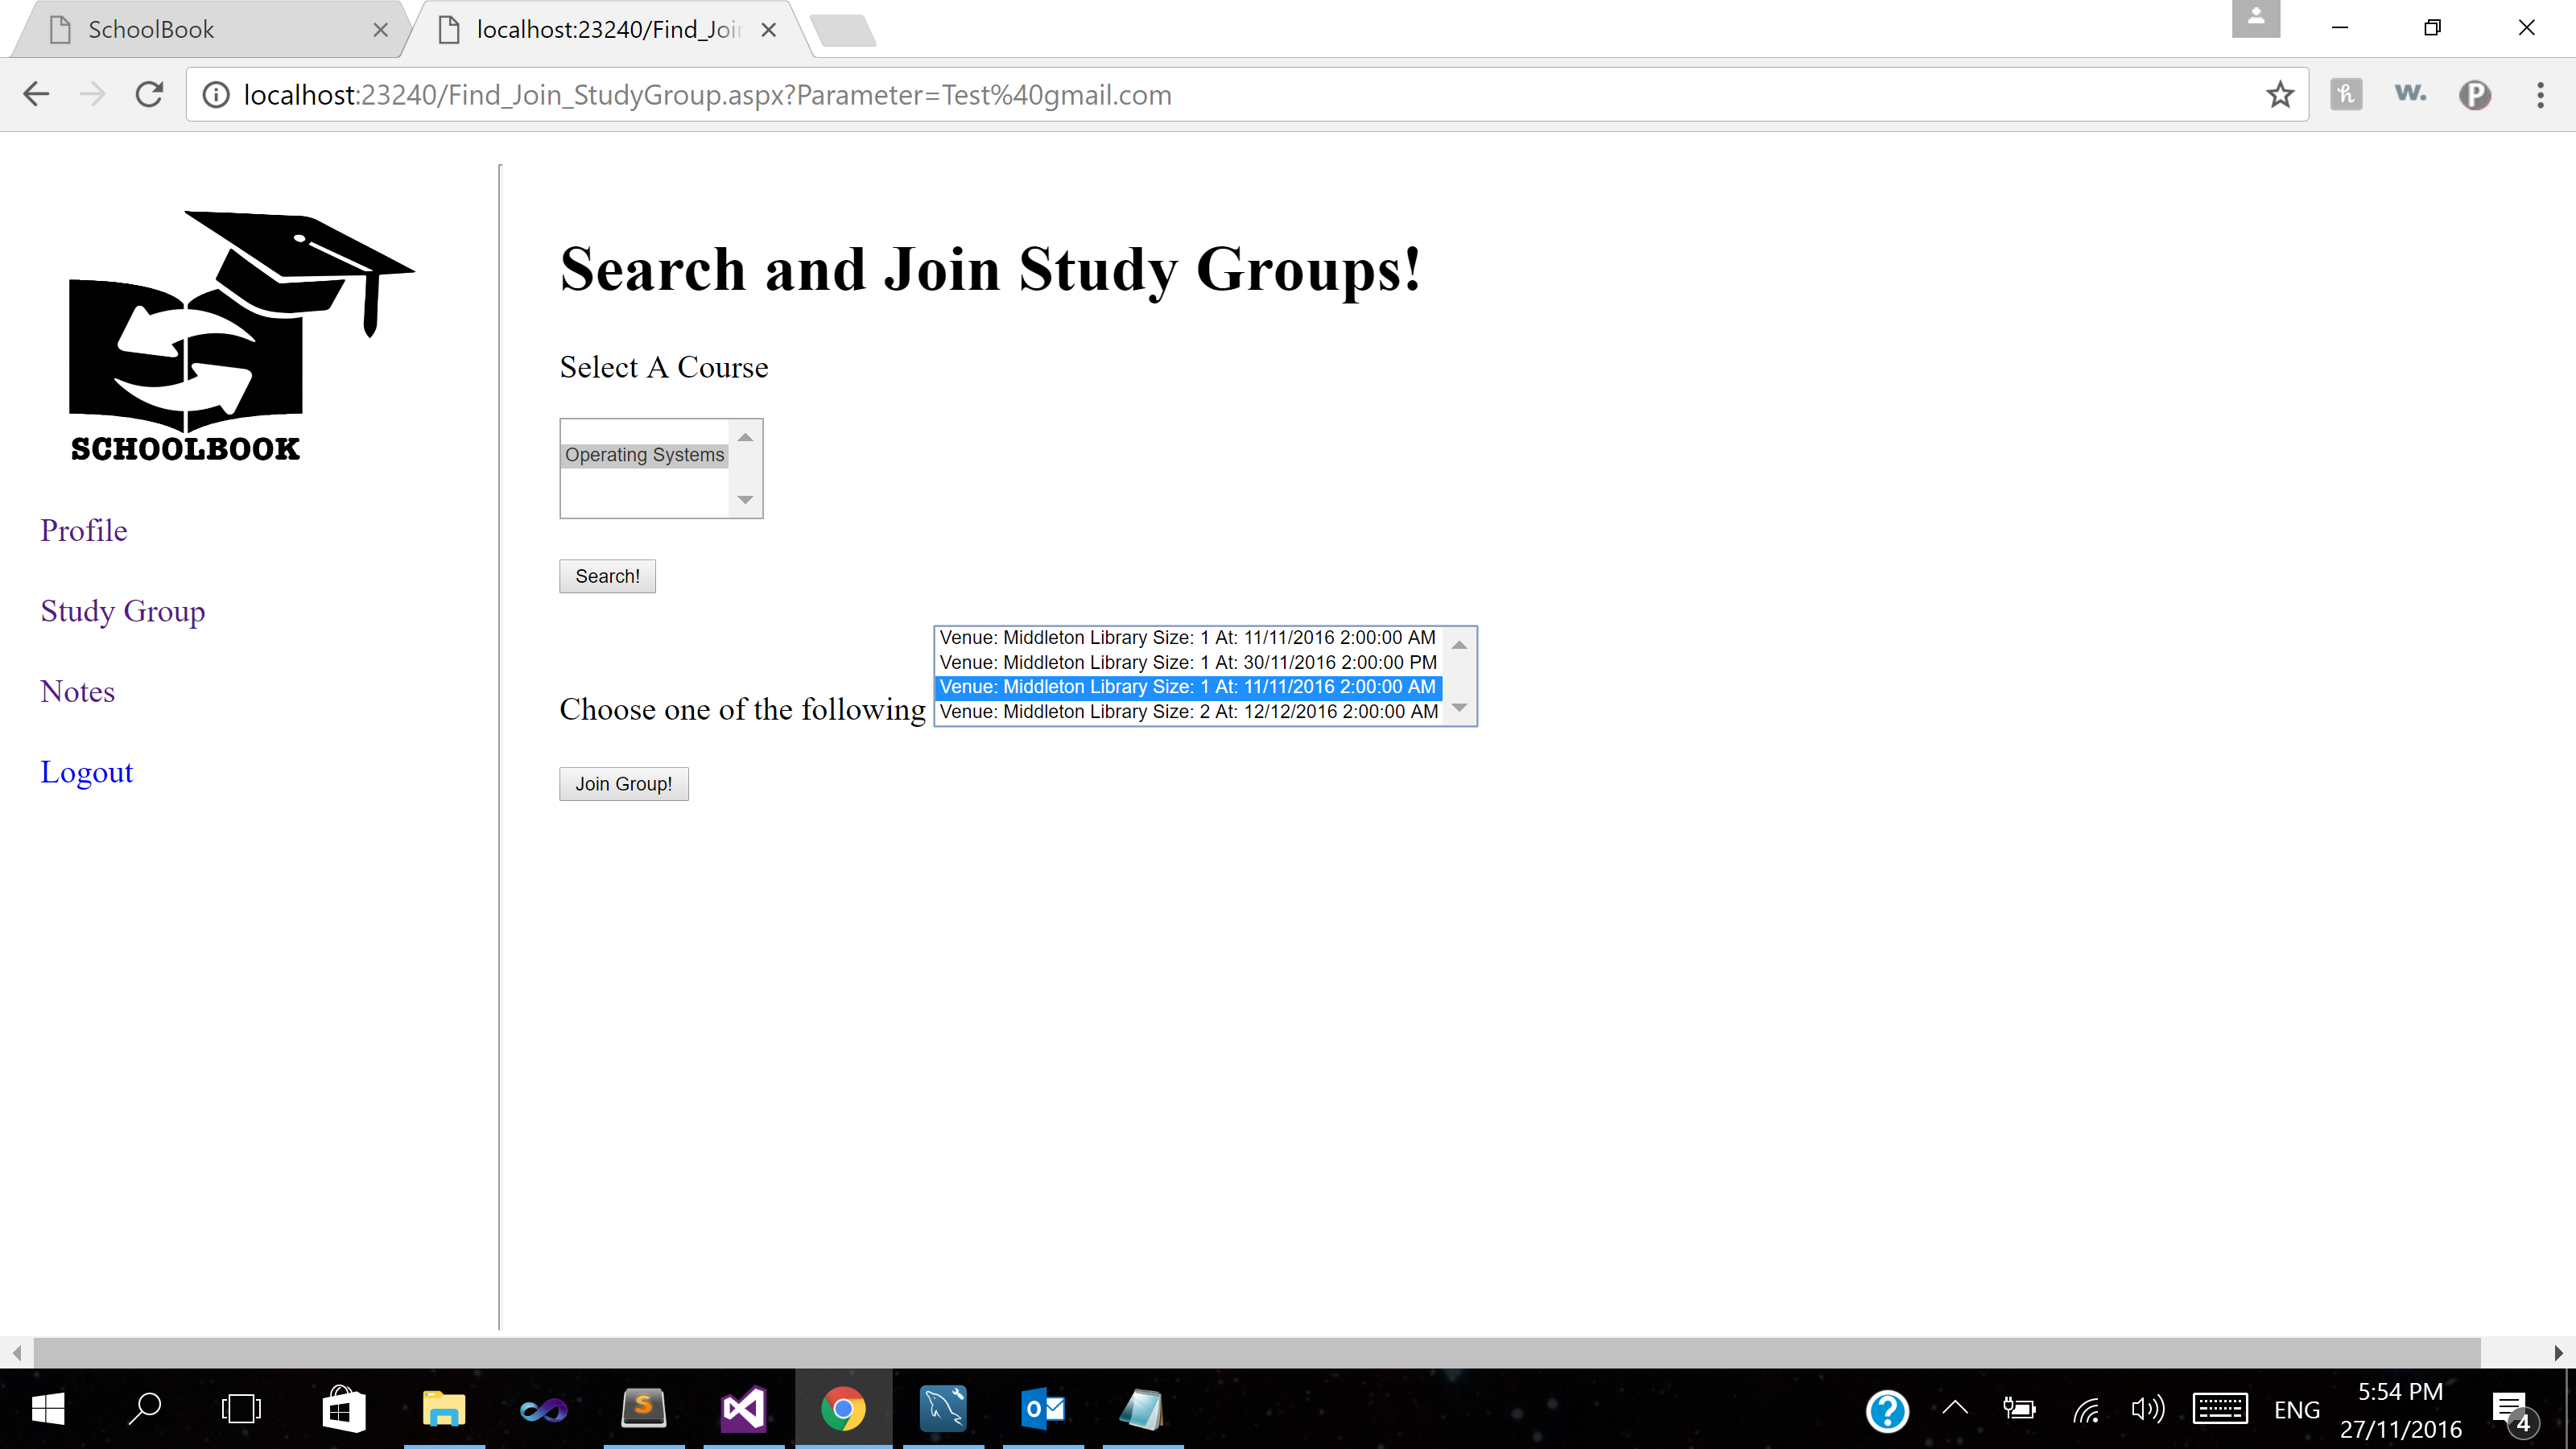 SchoolBook
localhost:23240/Find_Joi
localhost:23240/Find_Join_StudyGroup.aspx?Parameter=Test%40gmail.com
h
w.
P
SCHOOLBOOK
Profile
Study Group
Notes
Logout
Search and Join Study Groups!
Select A Course
Operating Systems
Search!
Venue: Middleton Library Size: 1 At: 11/11/2016 2:00:00 AM
Venue: Middleton Library Size: 1 At: 30/11/2016 2:00:00 PM
Venue: Middleton Library Size: 1 At: 11/11/2016 2:00:00 AM
Venue: Middleton Library Size: 2 At: 12/12/2016 2:00:00 AM
Choose one of the following
Join Group!
S
O
?
ENG
5:54 PM
27/11/2016
4